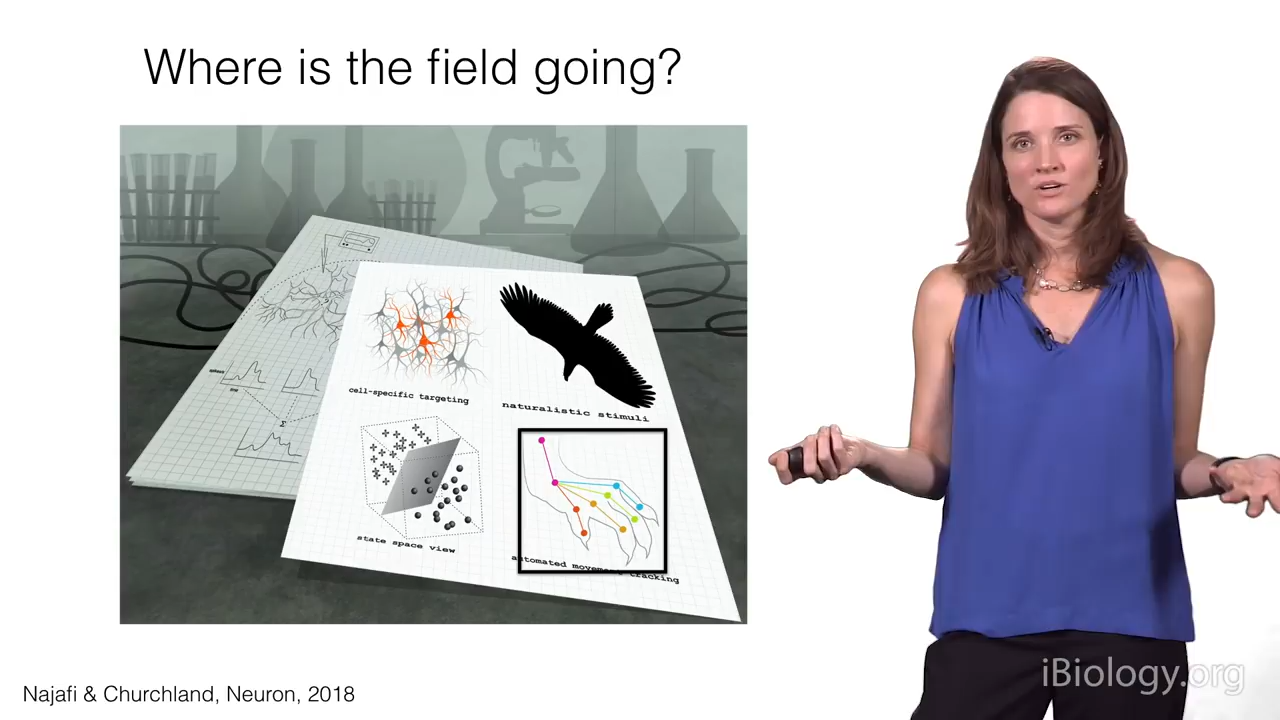 Where is the field going?
cell-specific targeting
naturalistic stimuli
state space view
automated movement tracking
Najafi & Churchland, Neuron, 2018
iBiology.org